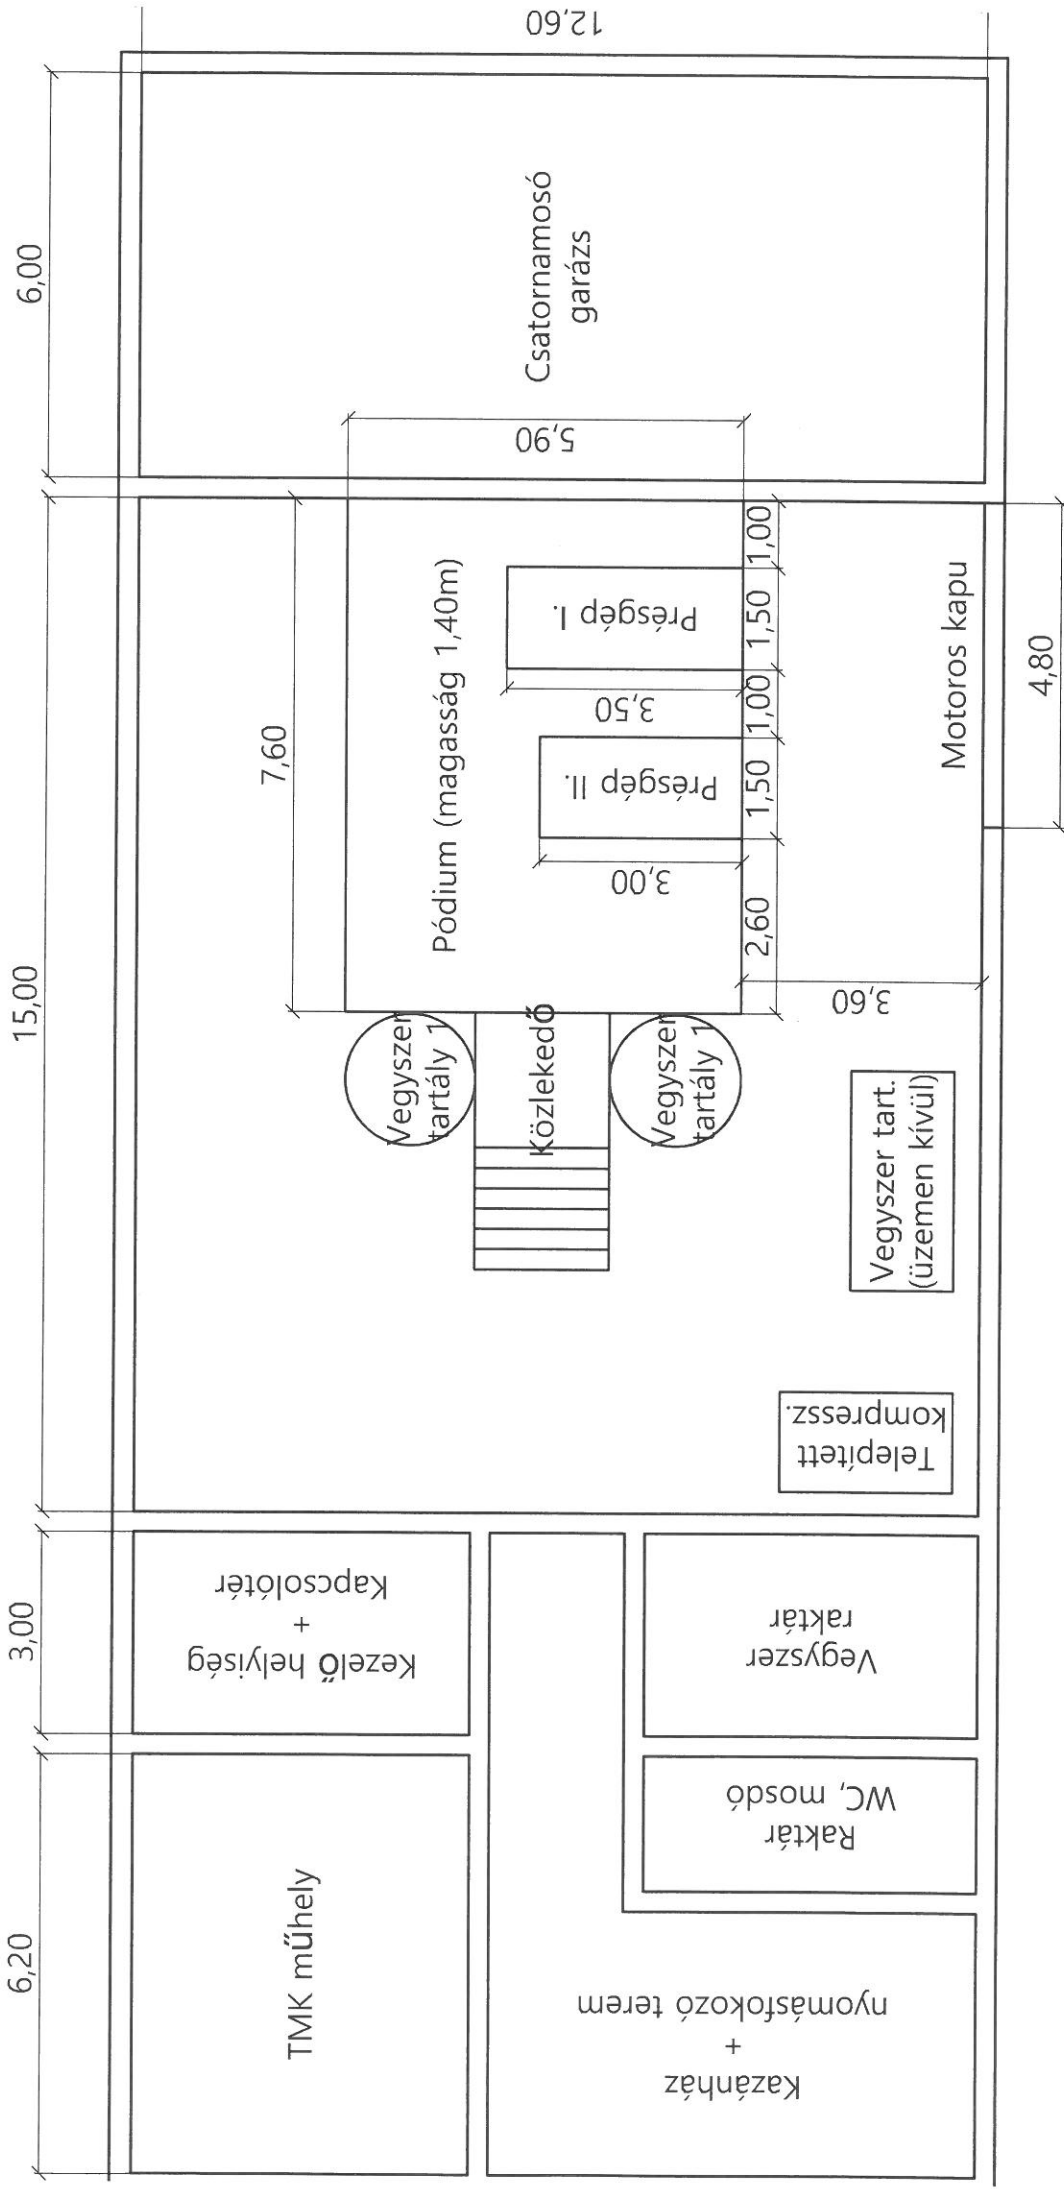 12,60
6,00
Csatornamosó
garázs
15,00
7,60
5,90
Pódium (magasság 1,40m)
Présgép I.
3,50
Présgép II.
3,00
1,00
1,50
1,00
1,50
2,60
Motoros kapu
4,80
3,60
Vegyszer
tartály 1
Közlekedő
Vegyszer
tartály 1
Vegyszer tart.
(üzemen kívül)
Telepített
kompressz.
3,00
Kezelő helyiség
+
Kapcsolótér
Vegyszer
raktár
Raktár
WC, mosdó
6,20
TMK műhely
Kazánház
+
nyomásfokozó terem